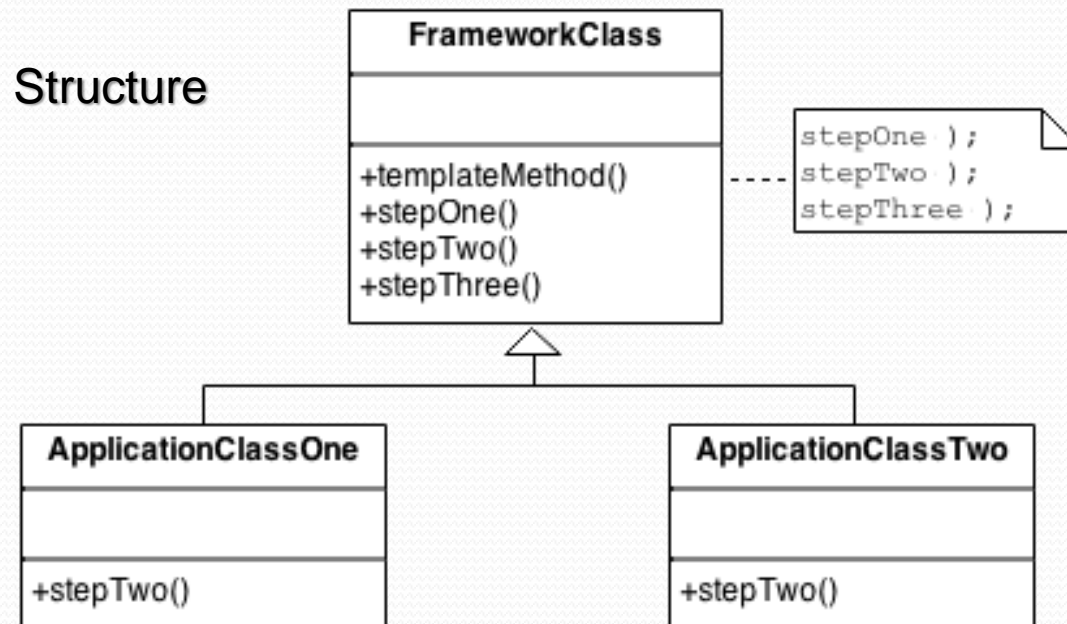 Structure
FrameworkClass
+templateMethod()
+stepOne()
+stepTwo()
+stepThree()
stepOne );
stepTwo );
stepThree );
ApplicationClassOne
+stepTwo()
ApplicationClassTwo
+stepTwo()